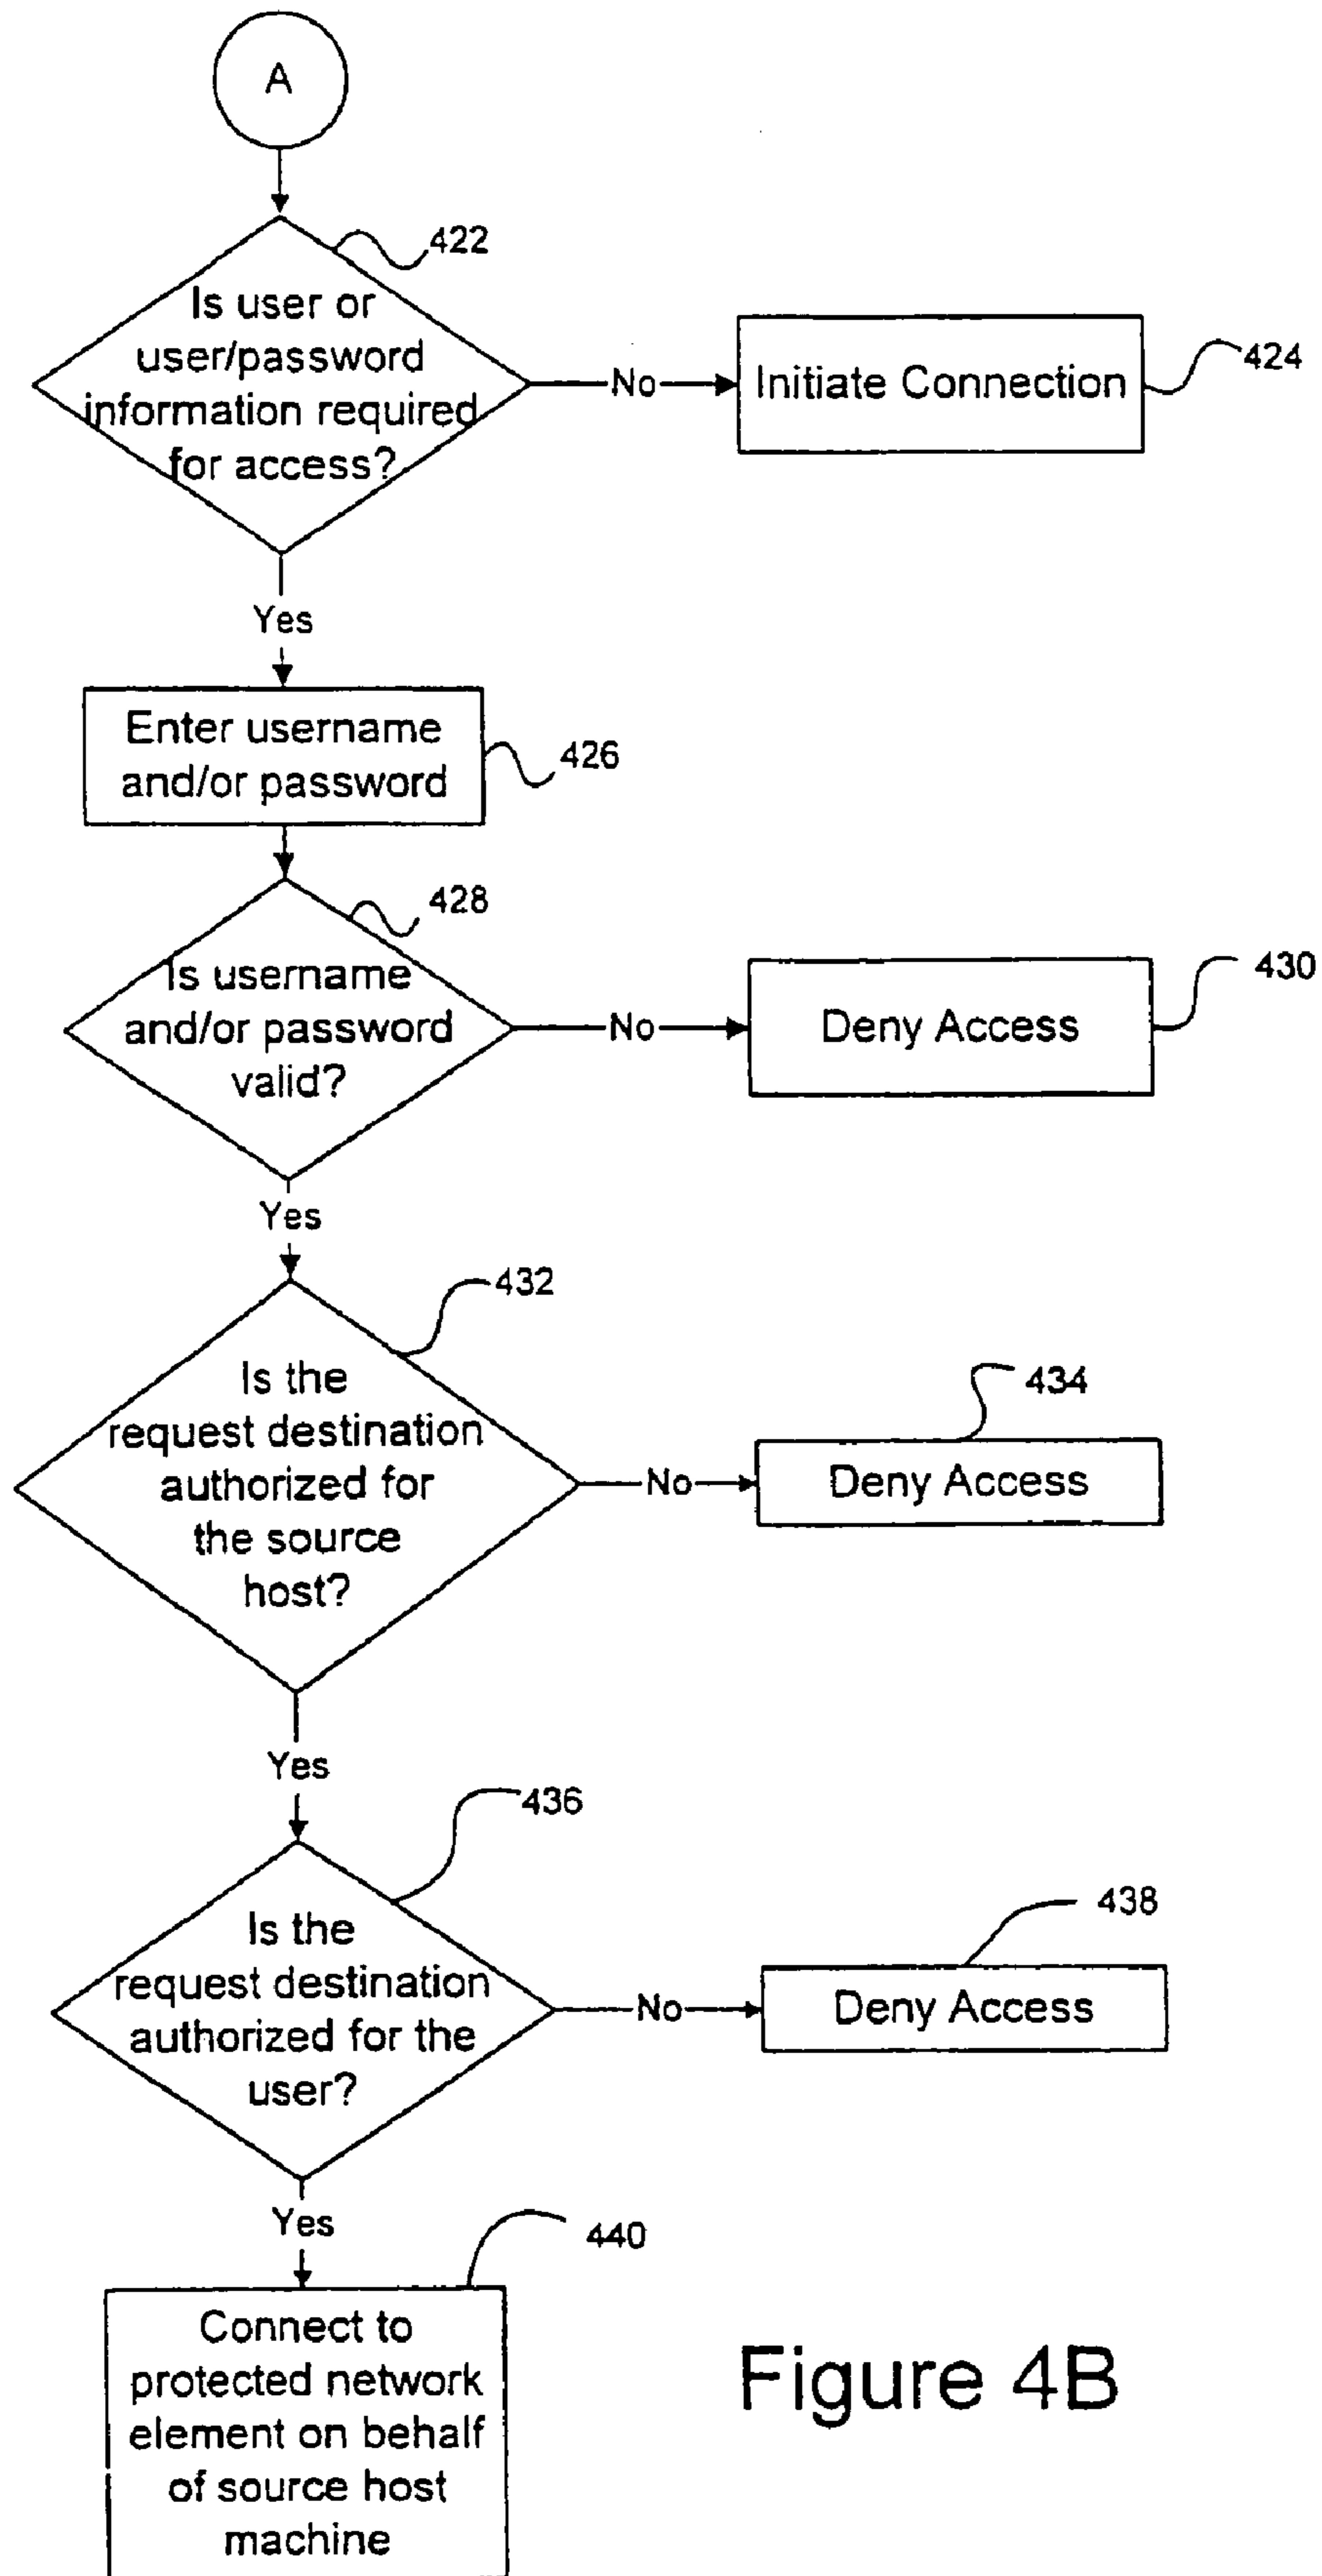 A
422
Is user or
user/password
information required
for access?
No
Initiate Connection
424
Yes
Enter username
and/or password
426
428
Is username
and/or password
valid?
No
Deny Access
430
Yes
432
Is the
request destination
authorized for
the source
host?
No
Deny Access
434
Yes
436
Is the
request destination
authorized for the
user?
No
Deny Access
438
Yes
440
Connect to
protected network
element on behalf
of source host
machine
Figure 4B